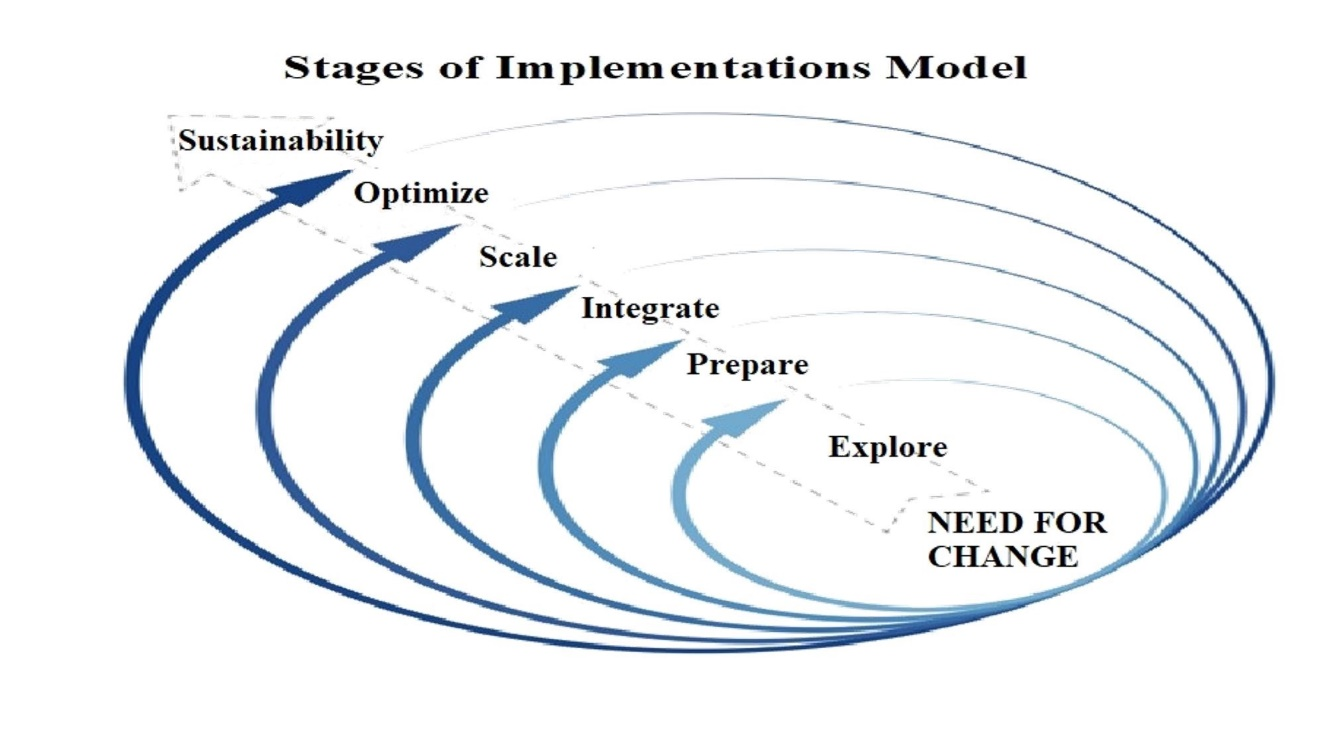 Stages of Implementations Model
Sustainability
Optimize
Scale
Integrate
Prepare
Explore
NEED FOR
CHANGE